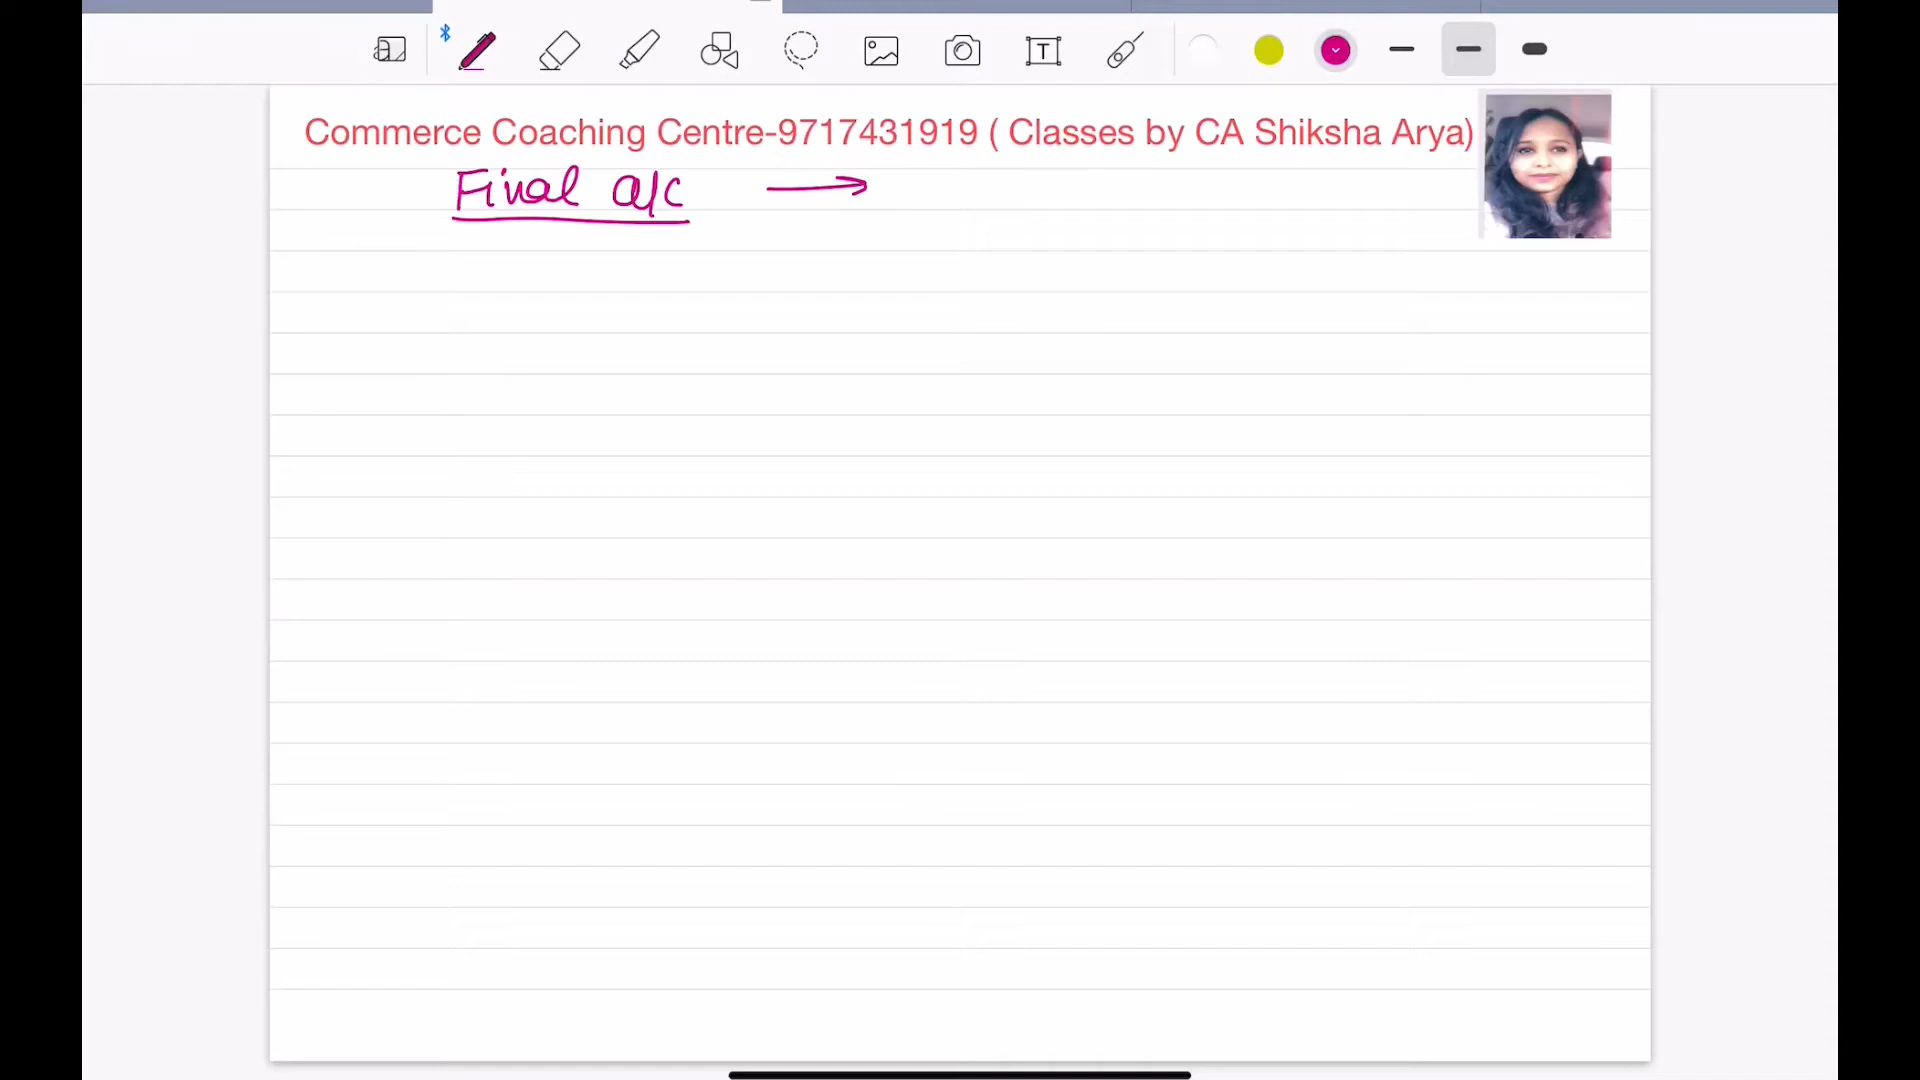 Commerce Coaching Centre-9717431919 ( Classes by CA Shiksha Arya)
Final a/c →